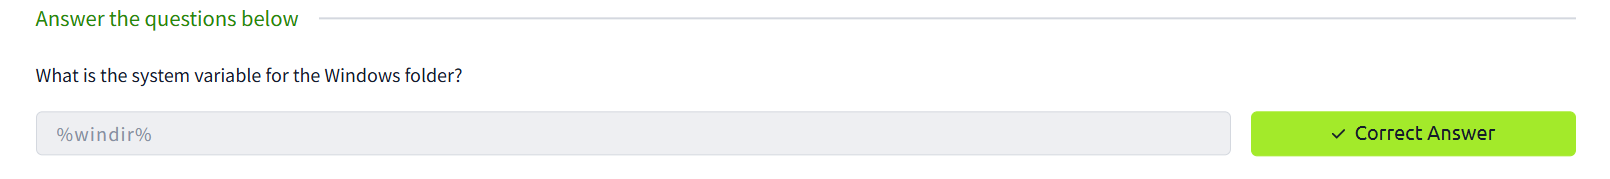 Answer the questions below
What is the system variable for the Windows folder?
%windir%
✓ Correct Answer